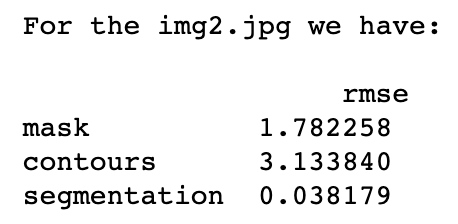 For the img2.jpg we have:
rmse
mask 1.782258
contours 3.133840
segmentation 0.038179